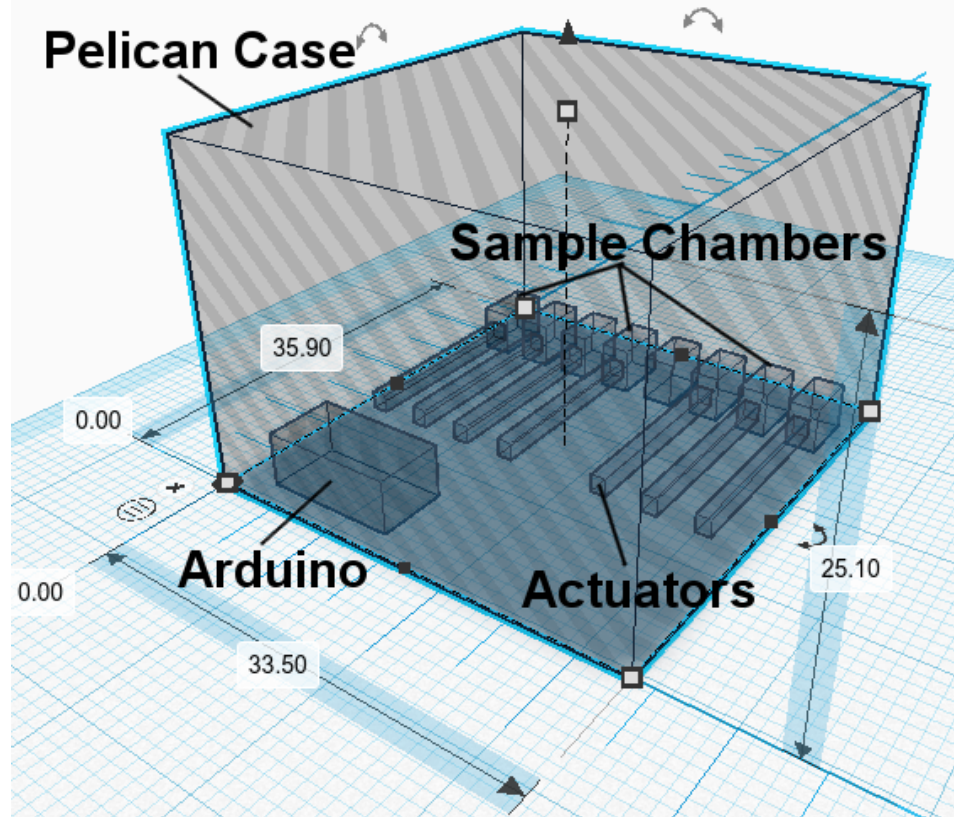 Pelican Case
Sample Chambers
35.90
0.00
Arduino
Actuators
25.10
0.00
33.50